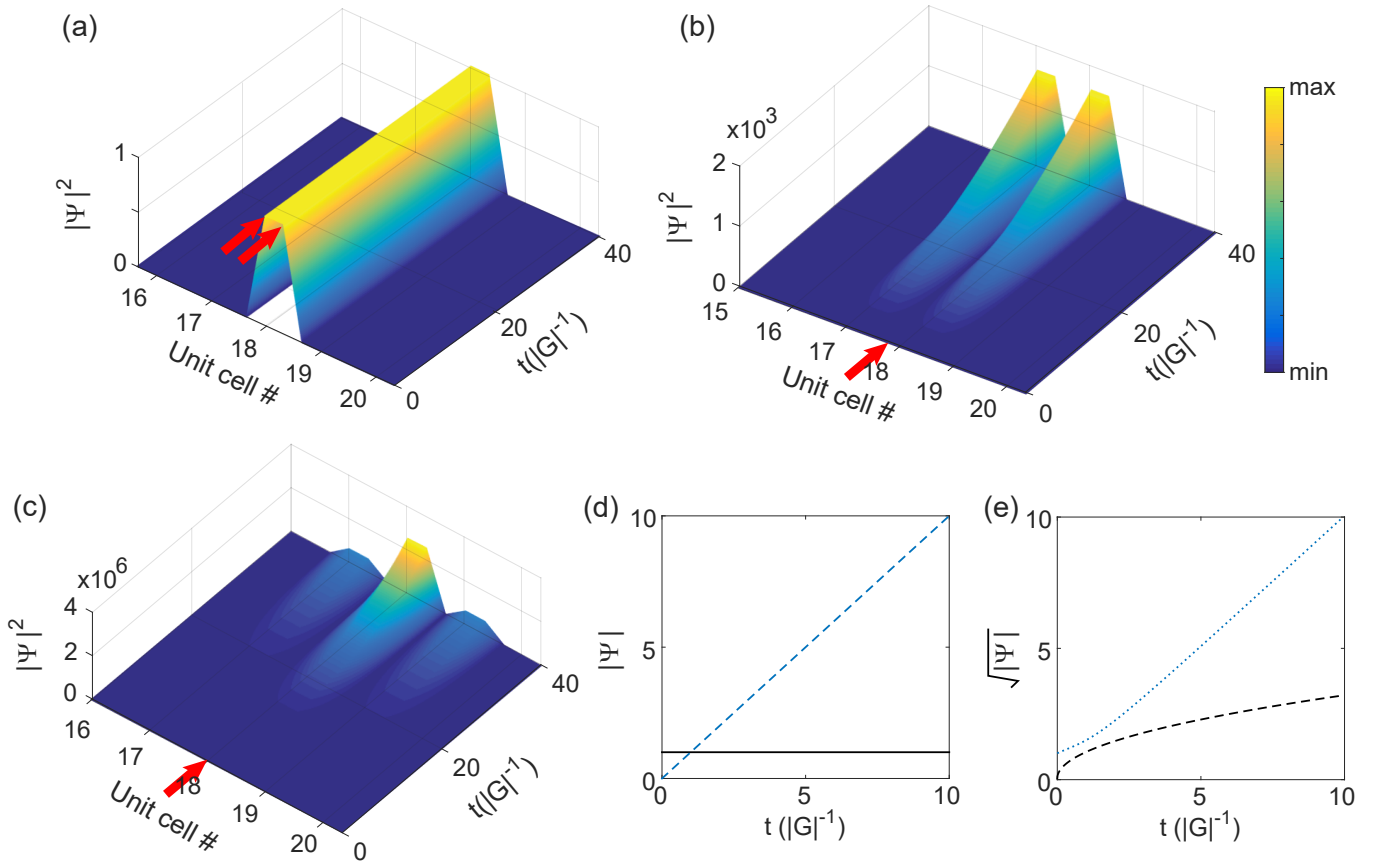 (a)
1
0
|Ψ|²
16
17
18
19
20
Unit cell #
0
20
40
t(|G|⁻¹)
(b)
x10³
2
1
0
|Ψ|²
15
16
17
18
19
20
Unit cell #
0
20
40
t(|G|⁻¹)
max
min
(c)
x10⁶
4
2
0
|Ψ|²
16
17
18
19
20
Unit cell #
0
20
40
t(|G|⁻¹)
(d)
10
5
0
|Ψ|
0
5
10
t (|G|⁻¹)
(e)
10
5
0
√|Ψ|
0
5
10
t (|G|⁻¹)